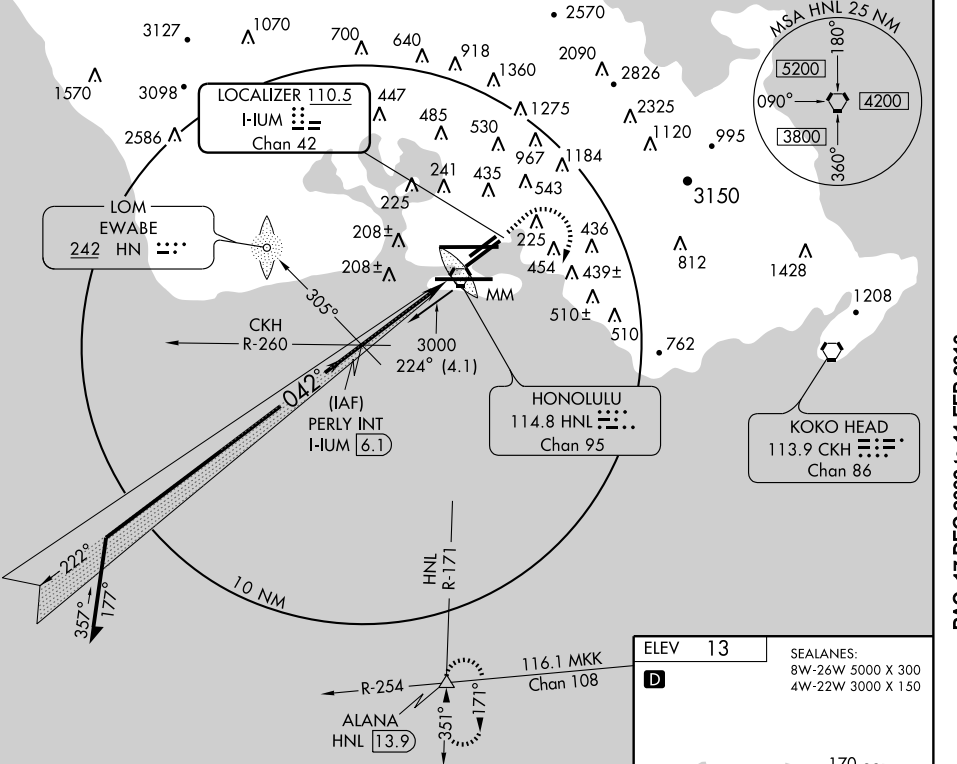 2570
3127
1070
700
640
918
2090
1360
2826
1570
3098
MSA HNL 25 NM
180°
5200
090°
4200
3800
360°
LOCALIZER 110.5
I-IUM
Chan 42
447
1275
2325
2586
485
530
1120
995
967
1184
241
435
543
225
3150
LOM
EWABE
242 HN
208±
225
436
454
439±
812
1428
208±
MM
510±
510
1208
305°
CKH
R-260
3000
224° (4.1)
762
042°
(IAF)
PERLY INT
I-IUM 6.1
HONOLULU
114.8 HNL
Chan 95
KOKO HEAD
113.9 CKH
Chan 86
222°
357°
177°
10 NM
HNL
R-171
R-254
116.1 MKK
Chan 108
ALANA
HNL 13.9
351°
171°
ELEV 13
D
SEALANES:
8W-26W 5000 X 300
4W-22W 3000 X 150
170